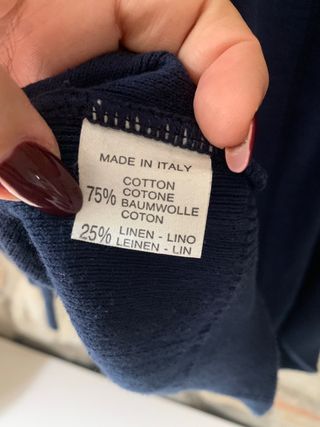 MADE IN ITALY
COTTON
75% COTONE
BAUMWOLLE
COTON
25% LINEN - LINO
LEINEN - LIN